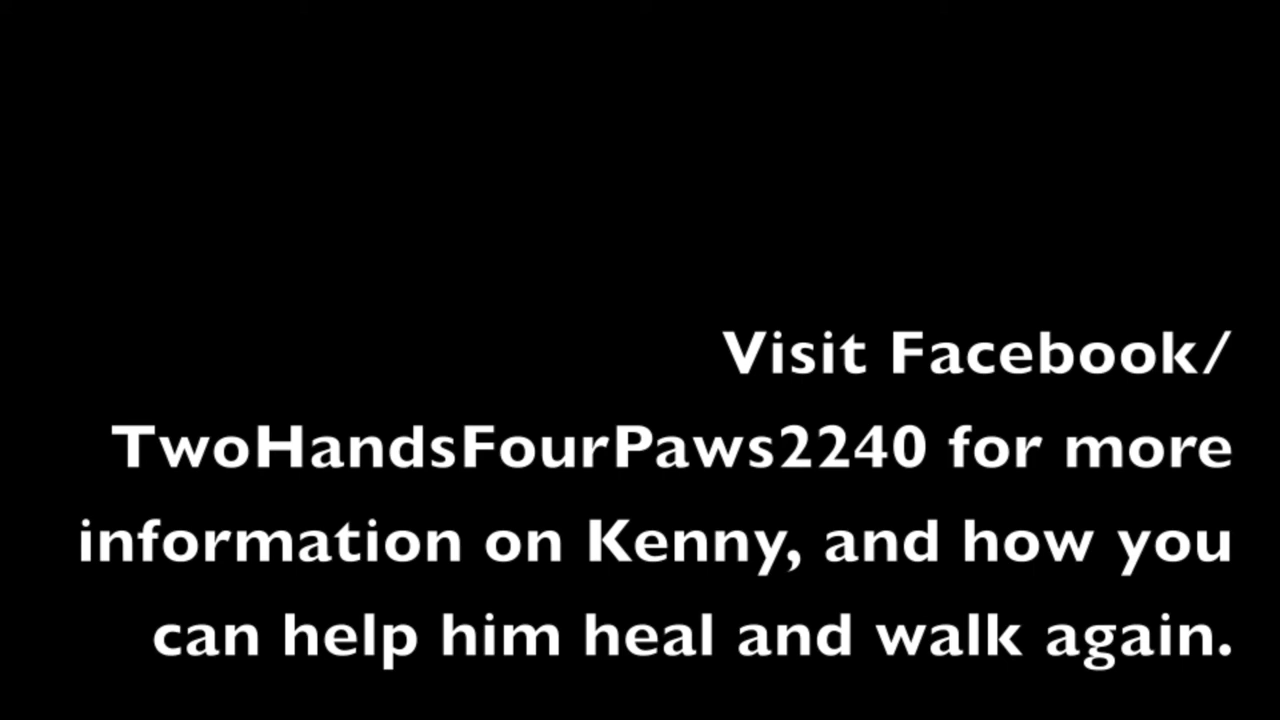 Visit Facebook/
TwoHandsFourPaws2240 for more
information on Kenny, and how you
can help him heal and walk again.